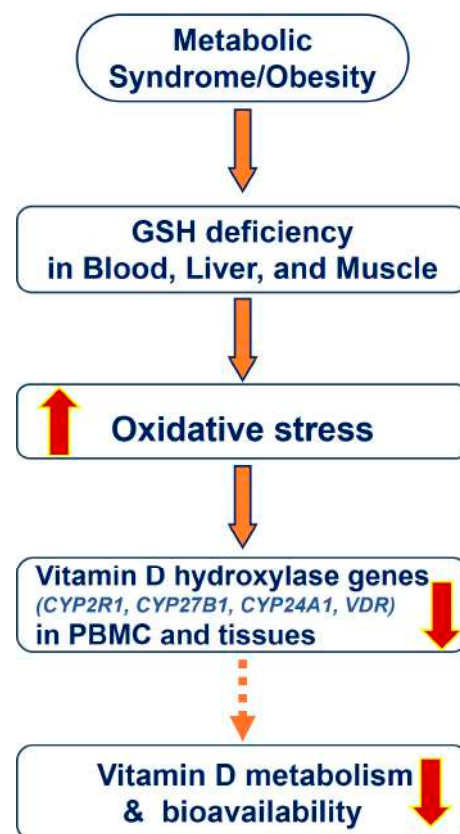 Metabolic
Syndrome/Obesity
GSH deficiency
in Blood, Liver, and Muscle
Oxidative stress
Vitamin D hydroxylase genes
(CYP2R1, CYP27B1, CYP24A1, VDR)
in PBMC and tissues
Vitamin D metabolism
& bioavailability